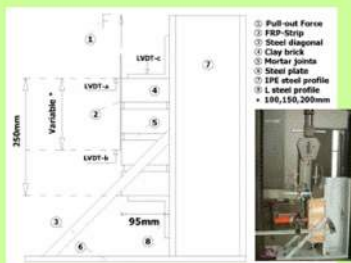 F
①
LVDT-c
LVDT-a
④
⑦
②
⑤
Variable *
250mm
LVDT-b
③
95mm
⑥
⑧
① Pull-out Force
② FRP-Strip
③ Steel diagonal
④ Clay brick
⑤ Mortar joints
⑥ Steel plate
⑦ IPE steel profile
⑧ L steel profile
* 100,150,200mm